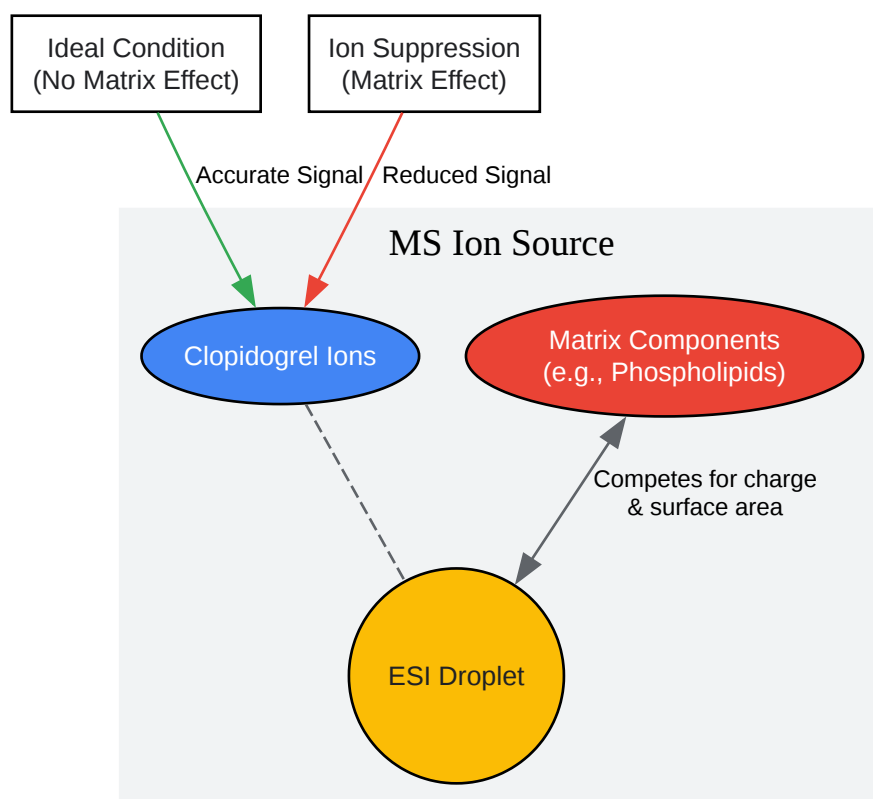 Ideal Condition
(No Matrix Effect)
Ion Suppression
(Matrix Effect)
Accurate Signal
Reduced Signal
MS Ion Source
Clopidogrel Ions
Matrix Components
(e.g., Phospholipids)
Competes for charge
& surface area
ESI Droplet